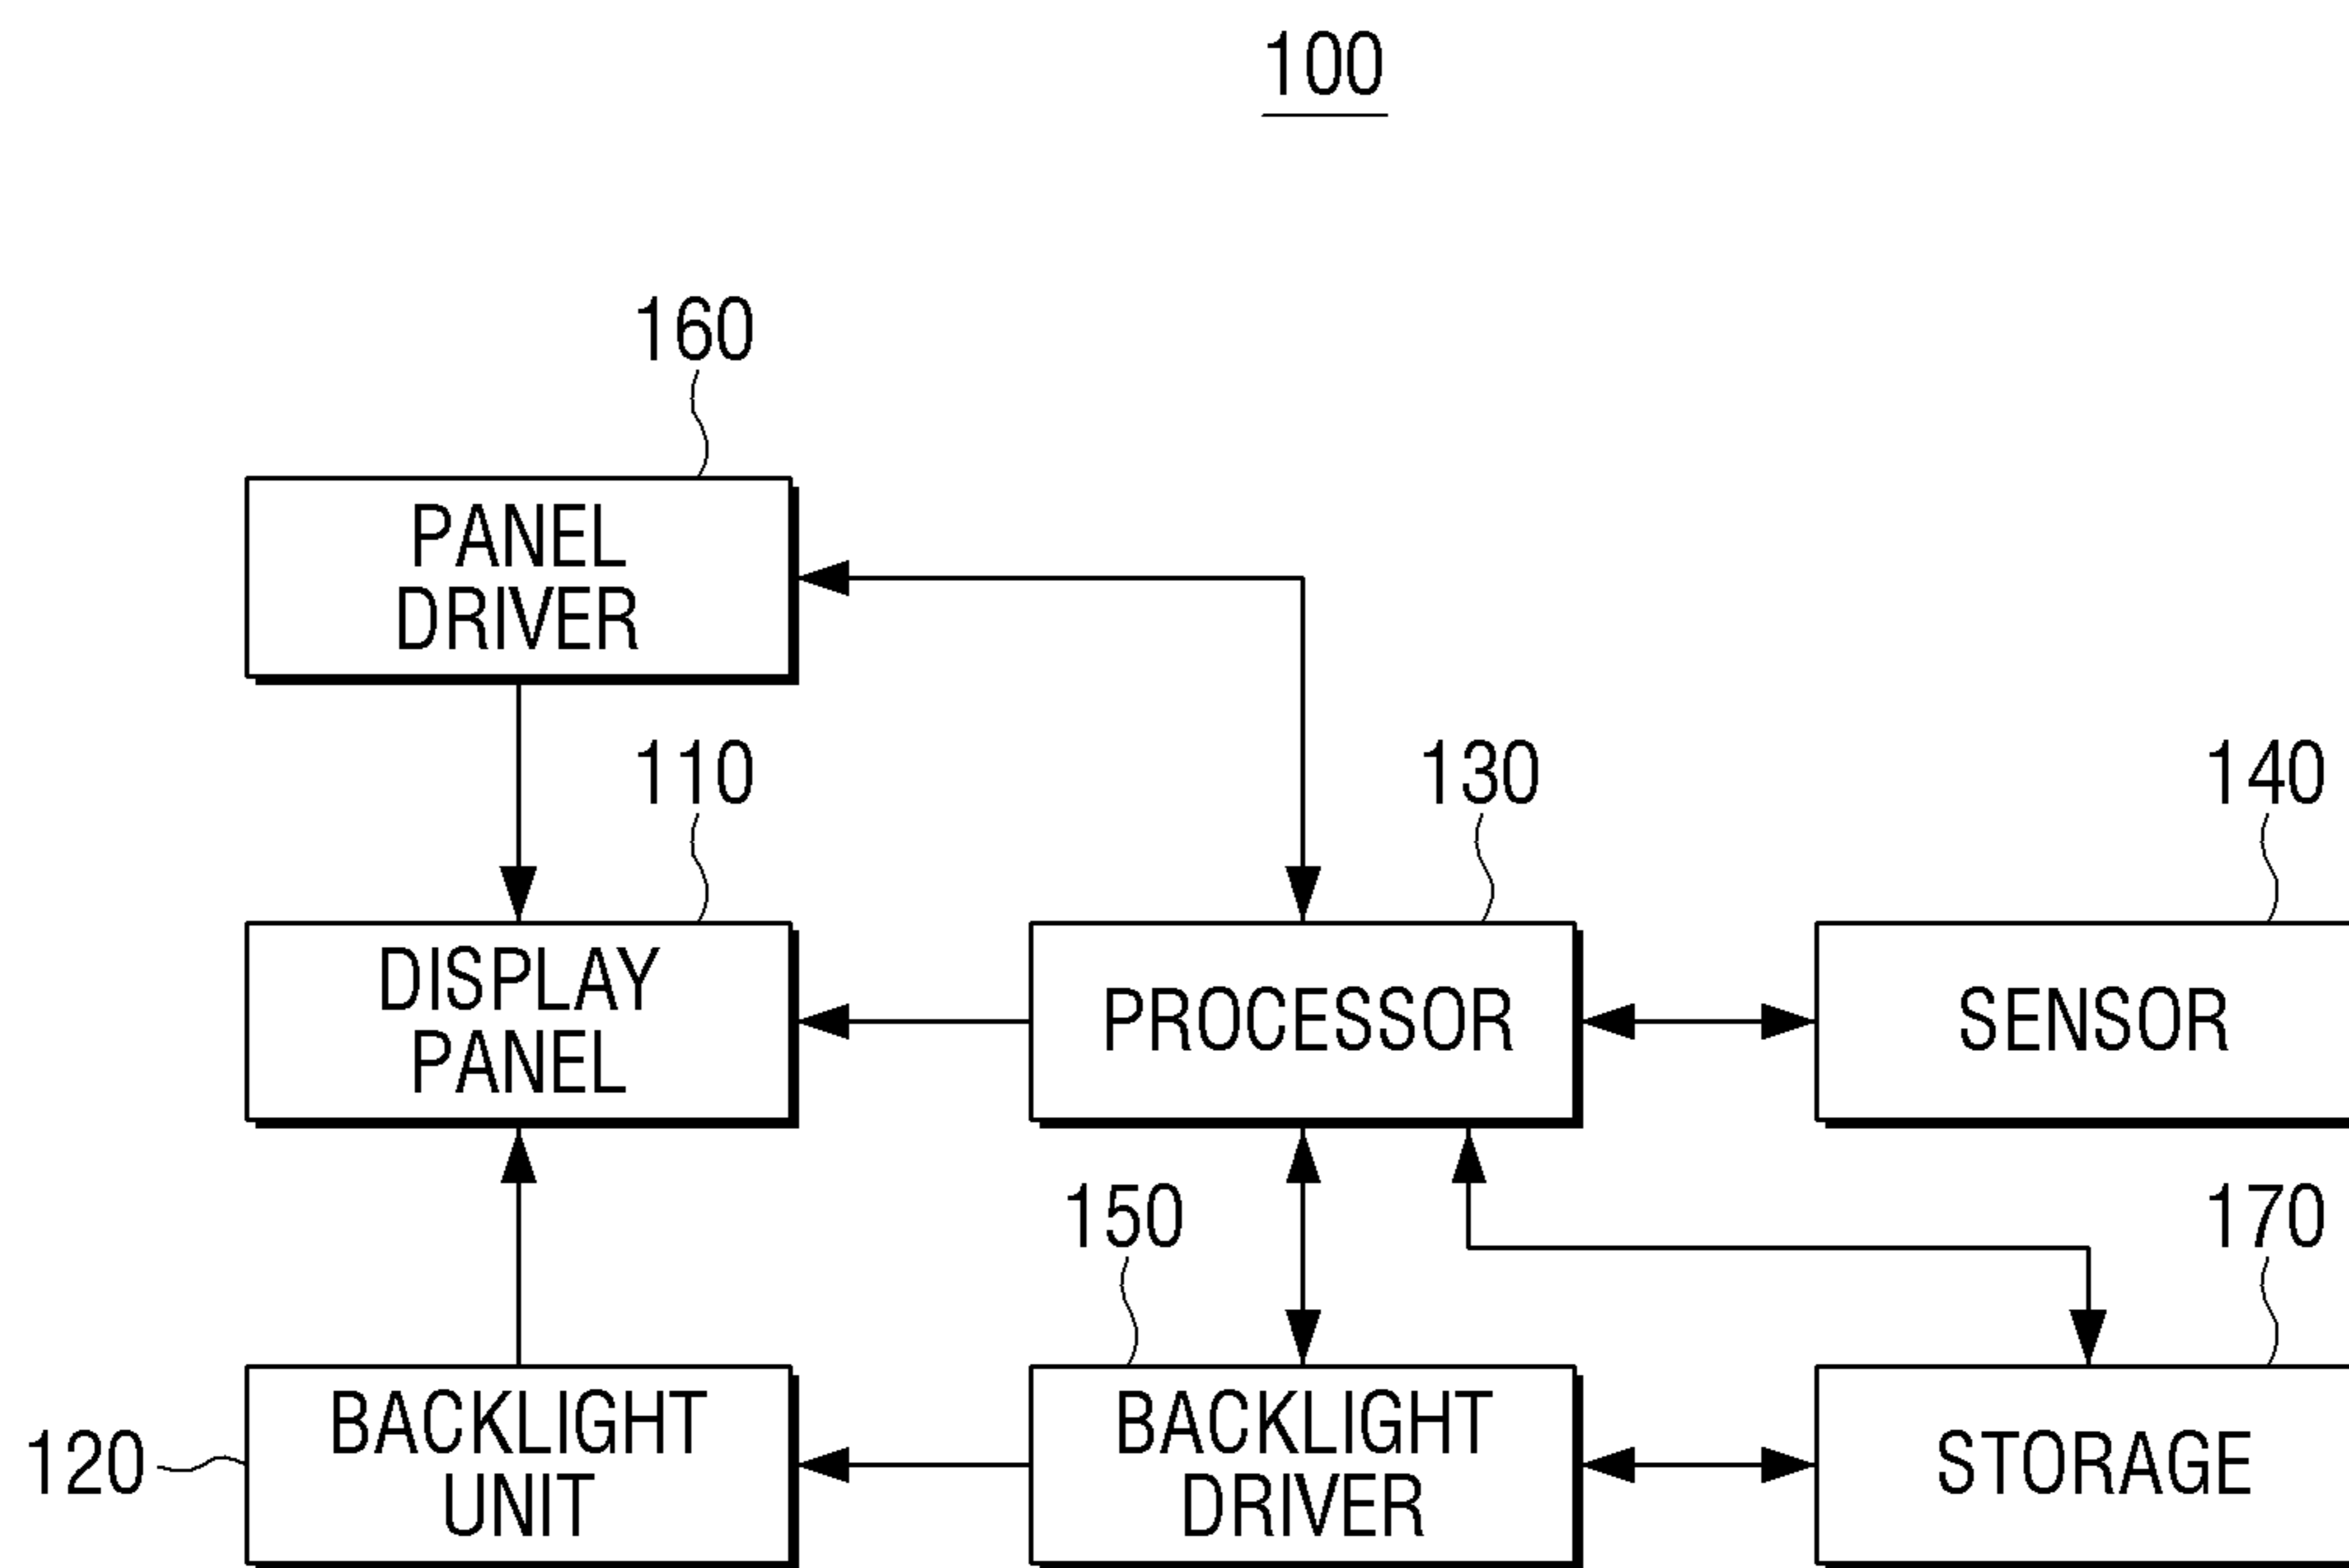 100
160
PANEL
DRIVER
110
130
140
DISPLAY
PANEL
PROCESSOR
SENSOR
150
170
120
BACKLIGHT
UNIT
BACKLIGHT
DRIVER
STORAGE